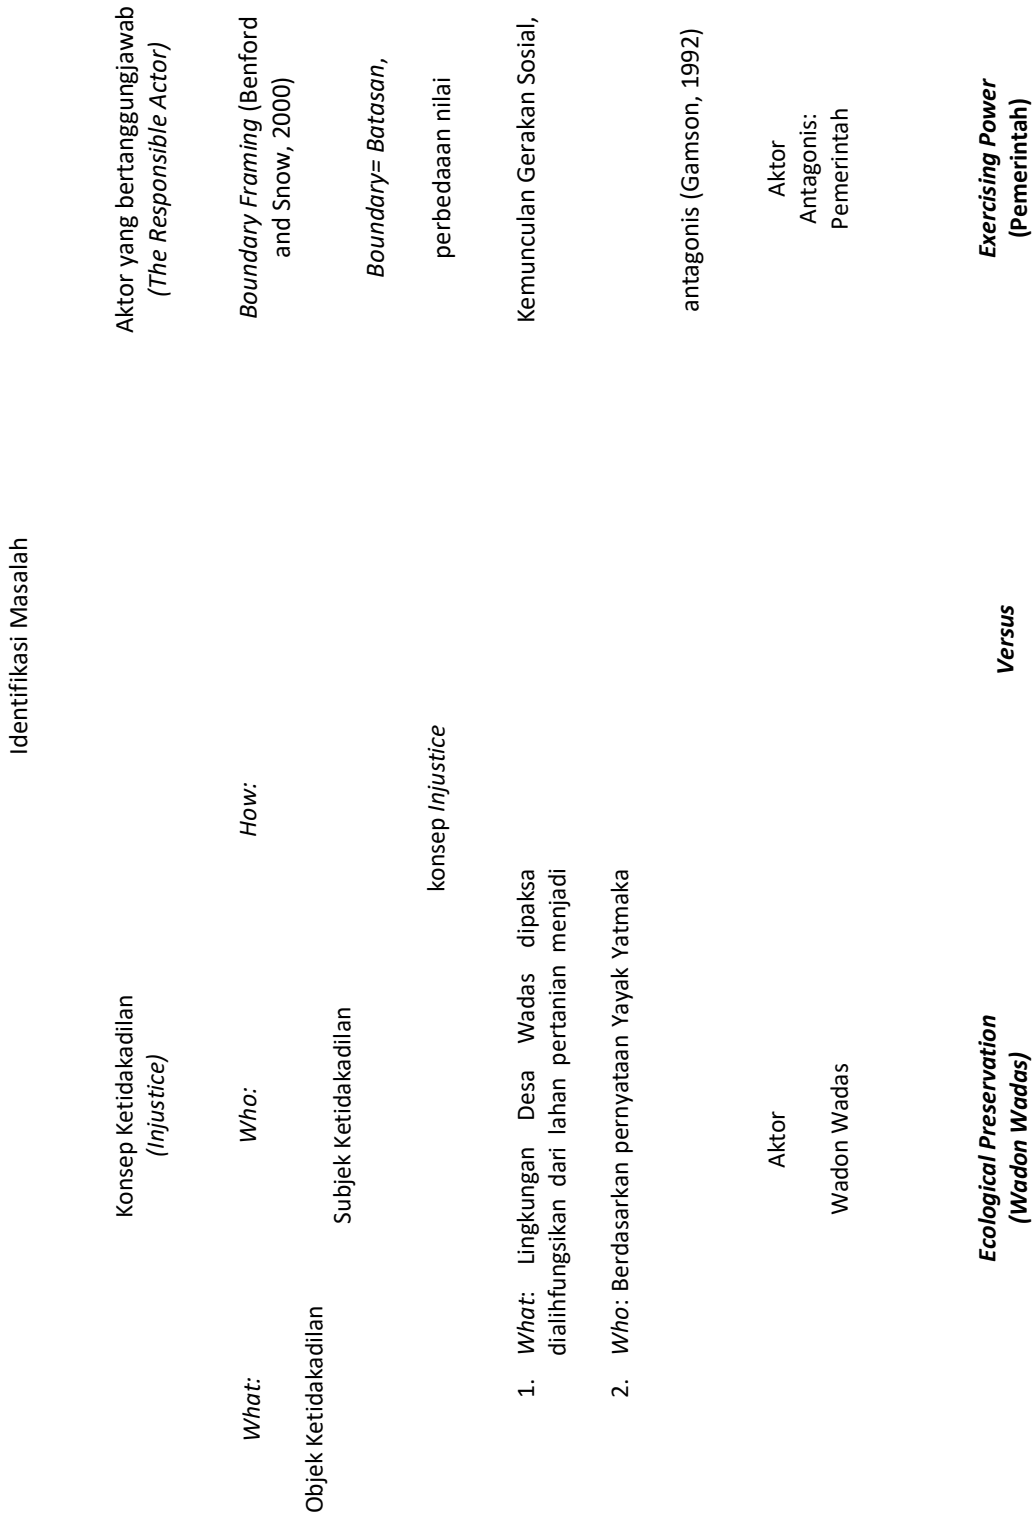 Identifikasi Masalah
Konsep Ketidakadilan
(Injustice)
Aktor yang bertanggungjawab
(The Responsible Actor)
What:
Who:
How:
Boundary Framing (Benford
and Snow, 2000)
Objek Ketidakadilan
Subjek Ketidakadilan
Boundary= Batasan,
konsep Injustice
perbedaaan nilai
1. What: Lingkungan Desa Wadas dipaksa
dialihfungsikan dari lahan pertanian menjadi
Kemunculan Gerakan Sosial,
2. Who: Berdasarkan pernyataan Yayak Yatmaka
antagonis (Gamson, 1992)
Aktor
Wadon Wadas
Aktor
Antagonis:
Pemerintah
Ecological Preservation
(Wadon Wadas)
Versus
Exercising Power
(Pemerintah)